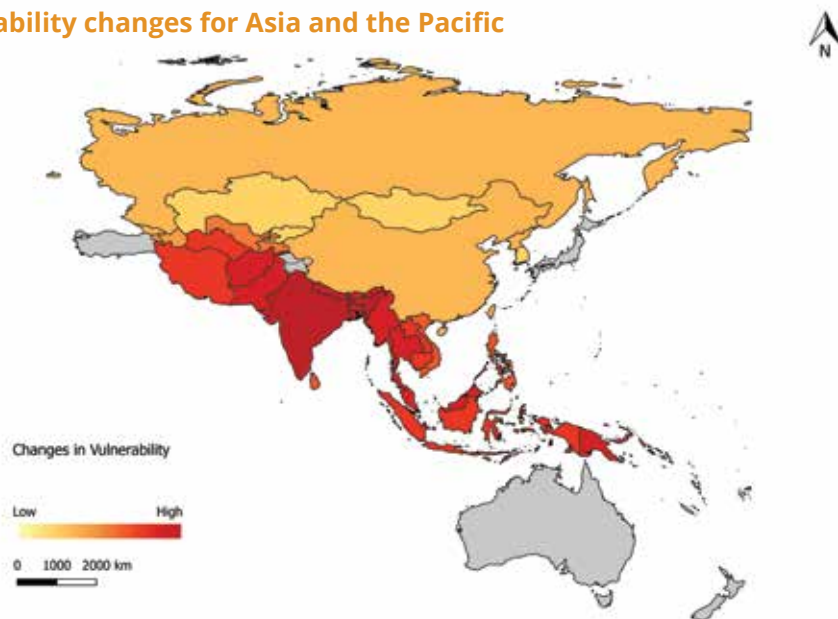 ability changes for Asia and the Pacific
N
Changes in Vulnerability
Low High
0 1000 2000 km